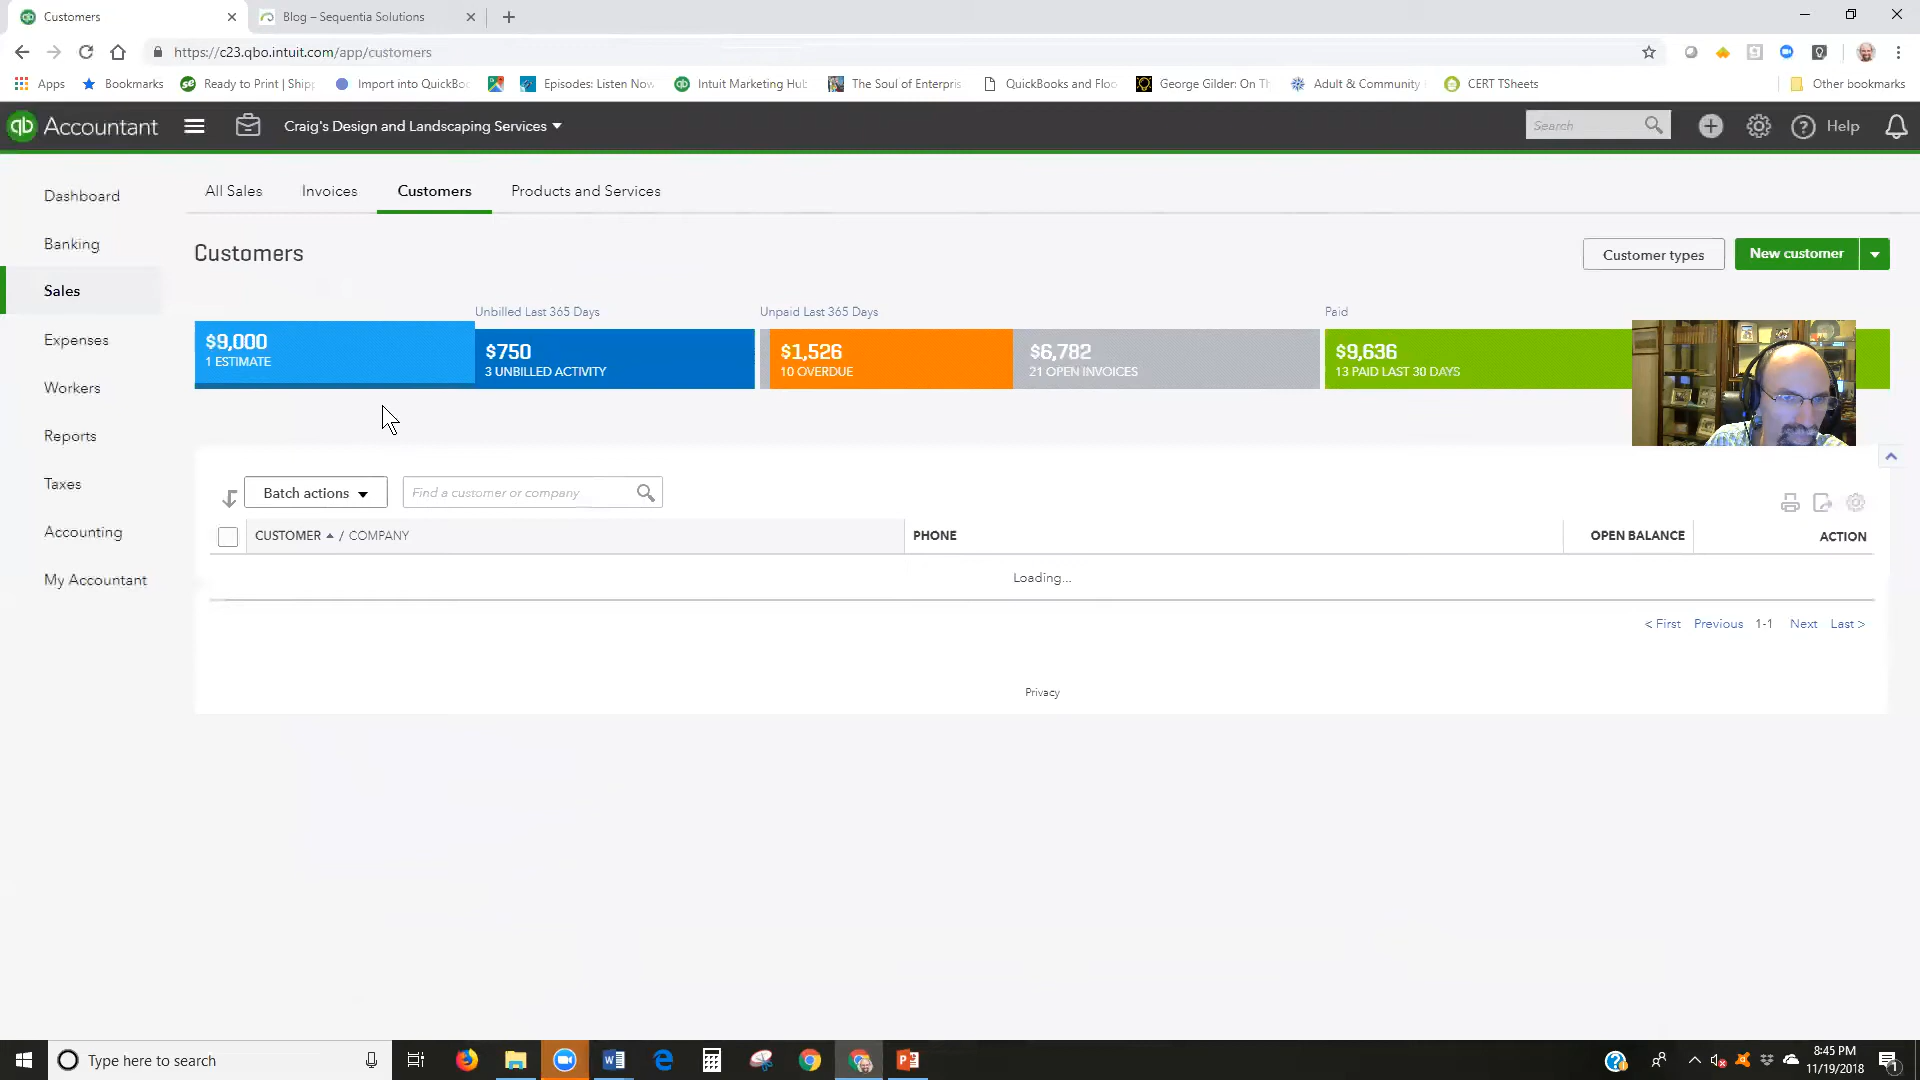 Customers
Blog – Sequentia Solutions
https://c23.qbo.intuit.com/app/customers
Apps
Bookmarks
Ready to Print | Ship
Import into QuickBo
Episodes: Listen Now
Intuit Marketing Hub
The Soul of Enterpris
QuickBooks and Floo
George Gilder: On Th
Adult & Community
CERT TSheets
Other bookmarks
qb Accountant
Craig's Design and Landscaping Services
Search
Help
Dashboard
Banking
Sales
Expenses
Workers
Reports
Taxes
Accounting
My Accountant
All Sales
Invoices
Customers
Products and Services
Customers
Customer types
New customer
Unbilled Last 365 Days
Unpaid Last 365 Days
Paid
$9,000
1 ESTIMATE
$750
3 UNBILLED ACTIVITY
$1,526
10 OVERDUE
$6,782
21 OPEN INVOICES
$9,636
13 PAID LAST 30 DAYS
Batch actions
Find a customer or company
CUSTOMER / COMPANY
PHONE
OPEN BALANCE
ACTION
Loading...
< First Previous 1-1 Next Last >
Privacy
Type here to search
8:45 PM
11/19/2018
1